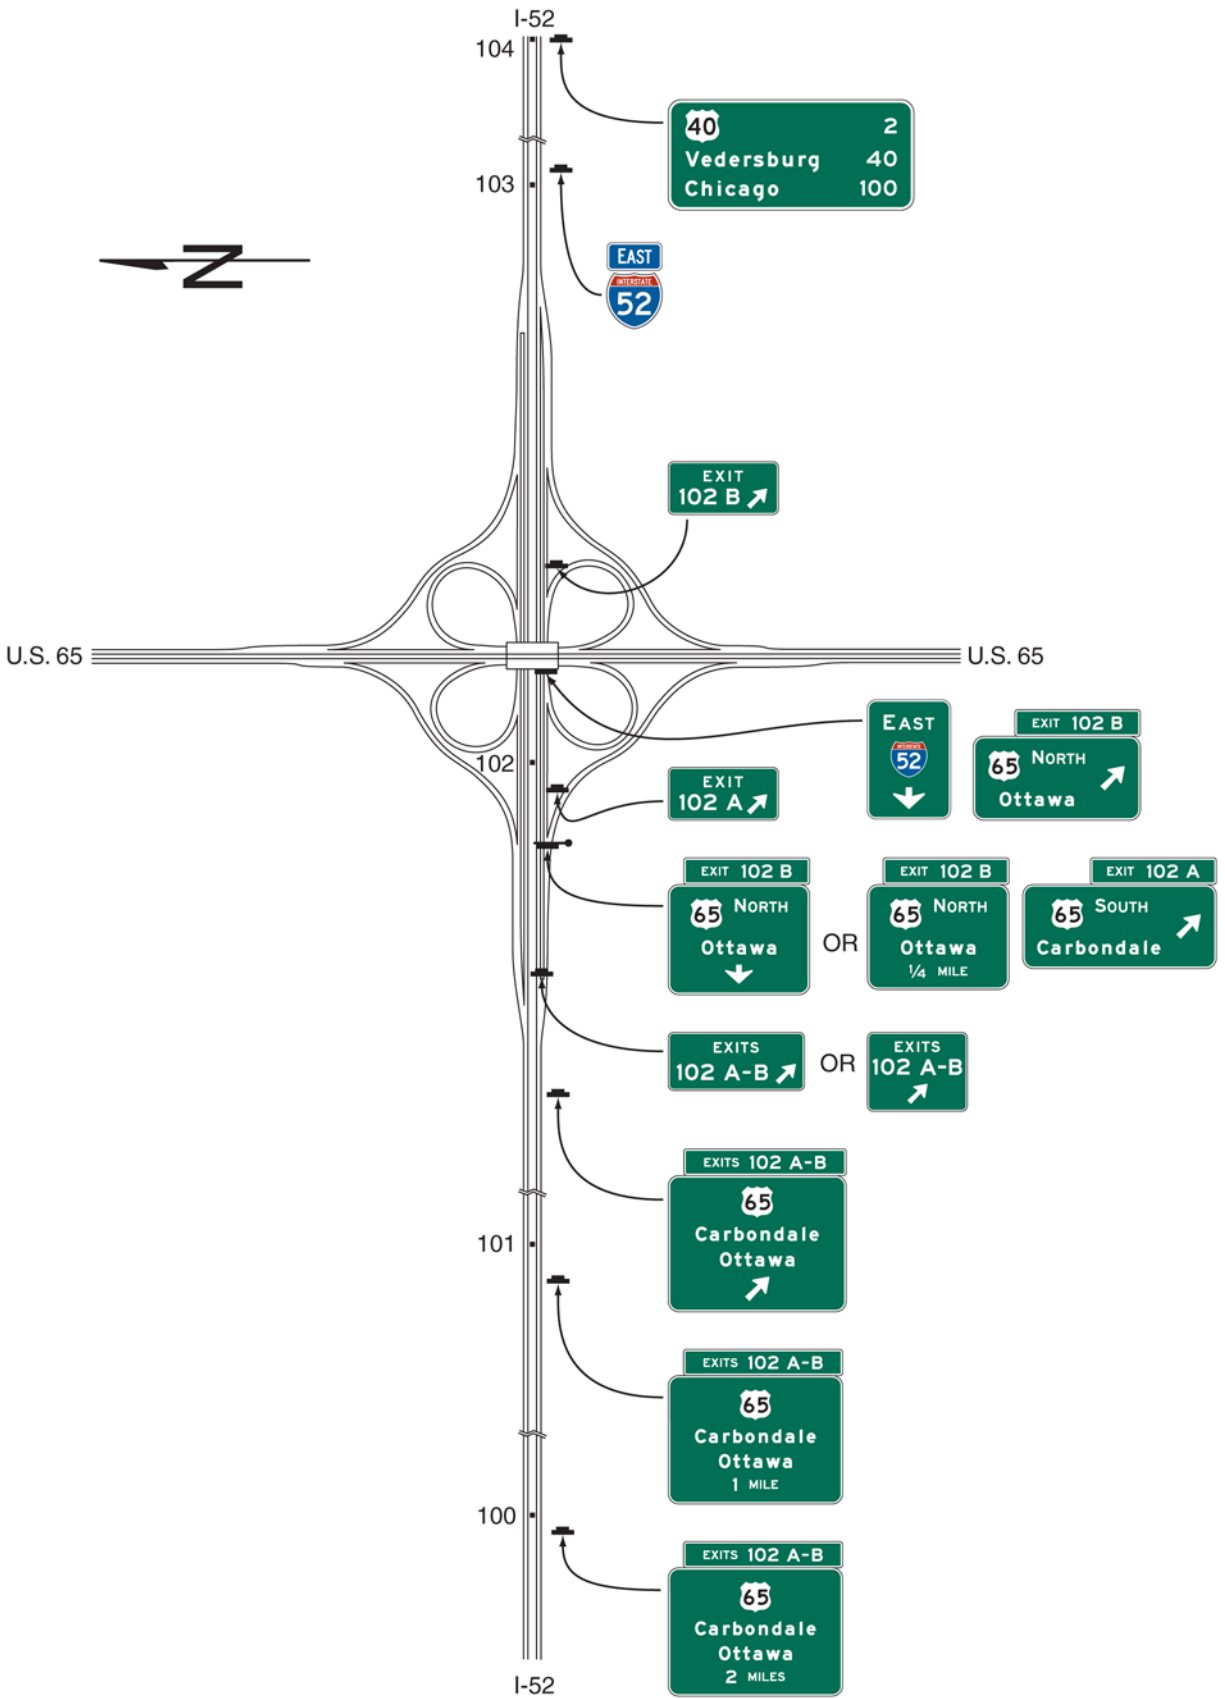 I-52
104
40 2
Vedersburg 40
Chicago 100
103
N
EAST
INTERSTATE
52
EXIT
102 B
U.S. 65
U.S. 65
EAST
INTERSTATE
52
EXIT 102 B
65 NORTH
Ottawa
102
EXIT
102 A
EXIT 102 B
65 NORTH
Ottawa
OR
EXIT 102 B
65 NORTH
Ottawa
1/4 MILE
EXIT 102 A
65 SOUTH
Carbondale
EXITS
102 A-B
OR
EXITS
102 A-B
EXITS 102 A-B
65
Carbondale
Ottawa
101
EXITS 102 A-B
65
Carbondale
Ottawa
1 MILE
100
EXITS 102 A-B
65
Carbondale
Ottawa
2 MILES
I-52